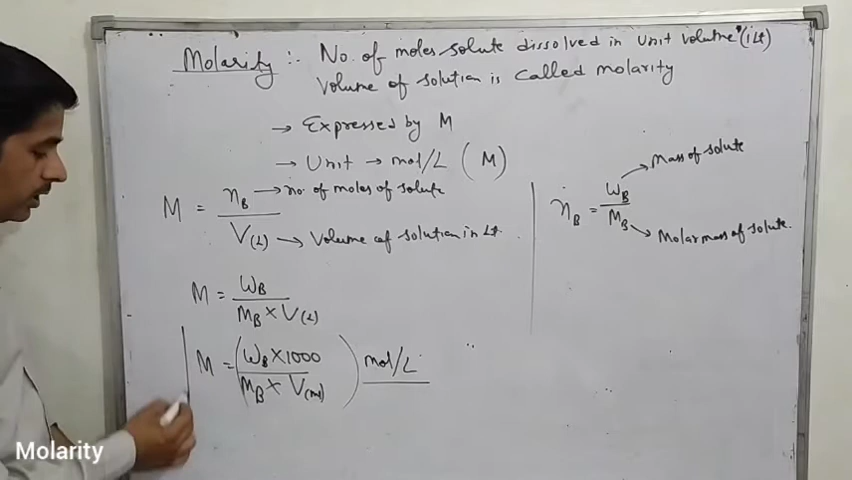 Molarity :- No. of moles solute dissolved in unit volume (1Lt)
volume of solution is called molarity
→ Expressed by M
→ Unit → mol/L (M)
M = nB → no. of moles of solute
V(L) → Volume of solution in Lt.
nB = WB → Mass of solute
MB → Molar mass of solute.
M = WB
MB × V(L)
M = (WB × 1000
MB × V(ml)) mol/L
Molarity